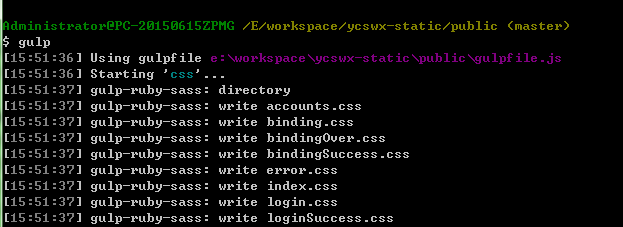 Administrator@PC-20150615ZPMG /E/workspace/ycswx-static/public (master)
$ gulp
[15:51:36] Using gulpfile e:\workspace\ycswx-static\public\gulpfile.js
[15:51:36] Starting 'css'...
[15:51:37] gulp-ruby-sass: directory
[15:51:37] gulp-ruby-sass: write accounts.css
[15:51:37] gulp-ruby-sass: write binding.css
[15:51:37] gulp-ruby-sass: write bindingOver.css
[15:51:37] gulp-ruby-sass: write bindingSuccess.css
[15:51:37] gulp-ruby-sass: write error.css
[15:51:37] gulp-ruby-sass: write index.css
[15:51:37] gulp-ruby-sass: write login.css
[15:51:37] gulp-ruby-sass: write loginSuccess.css